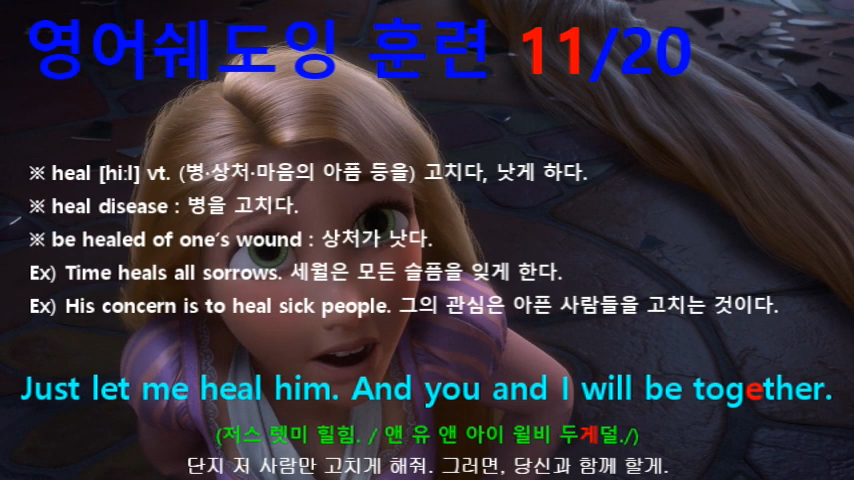 영어쉐도잉 훈련 11/20
※ heal [hi:l] vt. (병·상처·마음의 아픔 등을) 고치다, 낫게 하다.
※ heal disease : 병을 고치다.
※ be healed of one's wound : 상처가 낫다.
Ex) Time heals all sorrows. 세월은 모든 슬픔을 잊게 한다.
Ex) His concern is to heal sick people. 그의 관심은 아픈 사람들을 고치는 것이다.
Just let me heal him. And you and I will be together.
(저스 렛미 힐힘. / 앤 유 앤 아이 윌비 두게덜./)
단지 저 사람만 고치게 해줘. 그러면, 당신과 함께 할게.